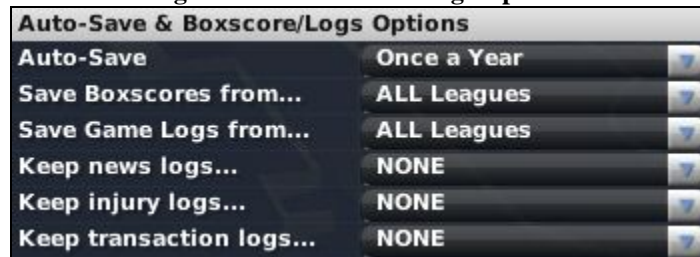 Auto-Save & Boxscore/Logs Options
Auto-Save Once a Year
Save Boxscores from... ALL Leagues
Save Game Logs from... ALL Leagues
Keep news logs... NONE
Keep injury logs... NONE
Keep transaction logs... NONE